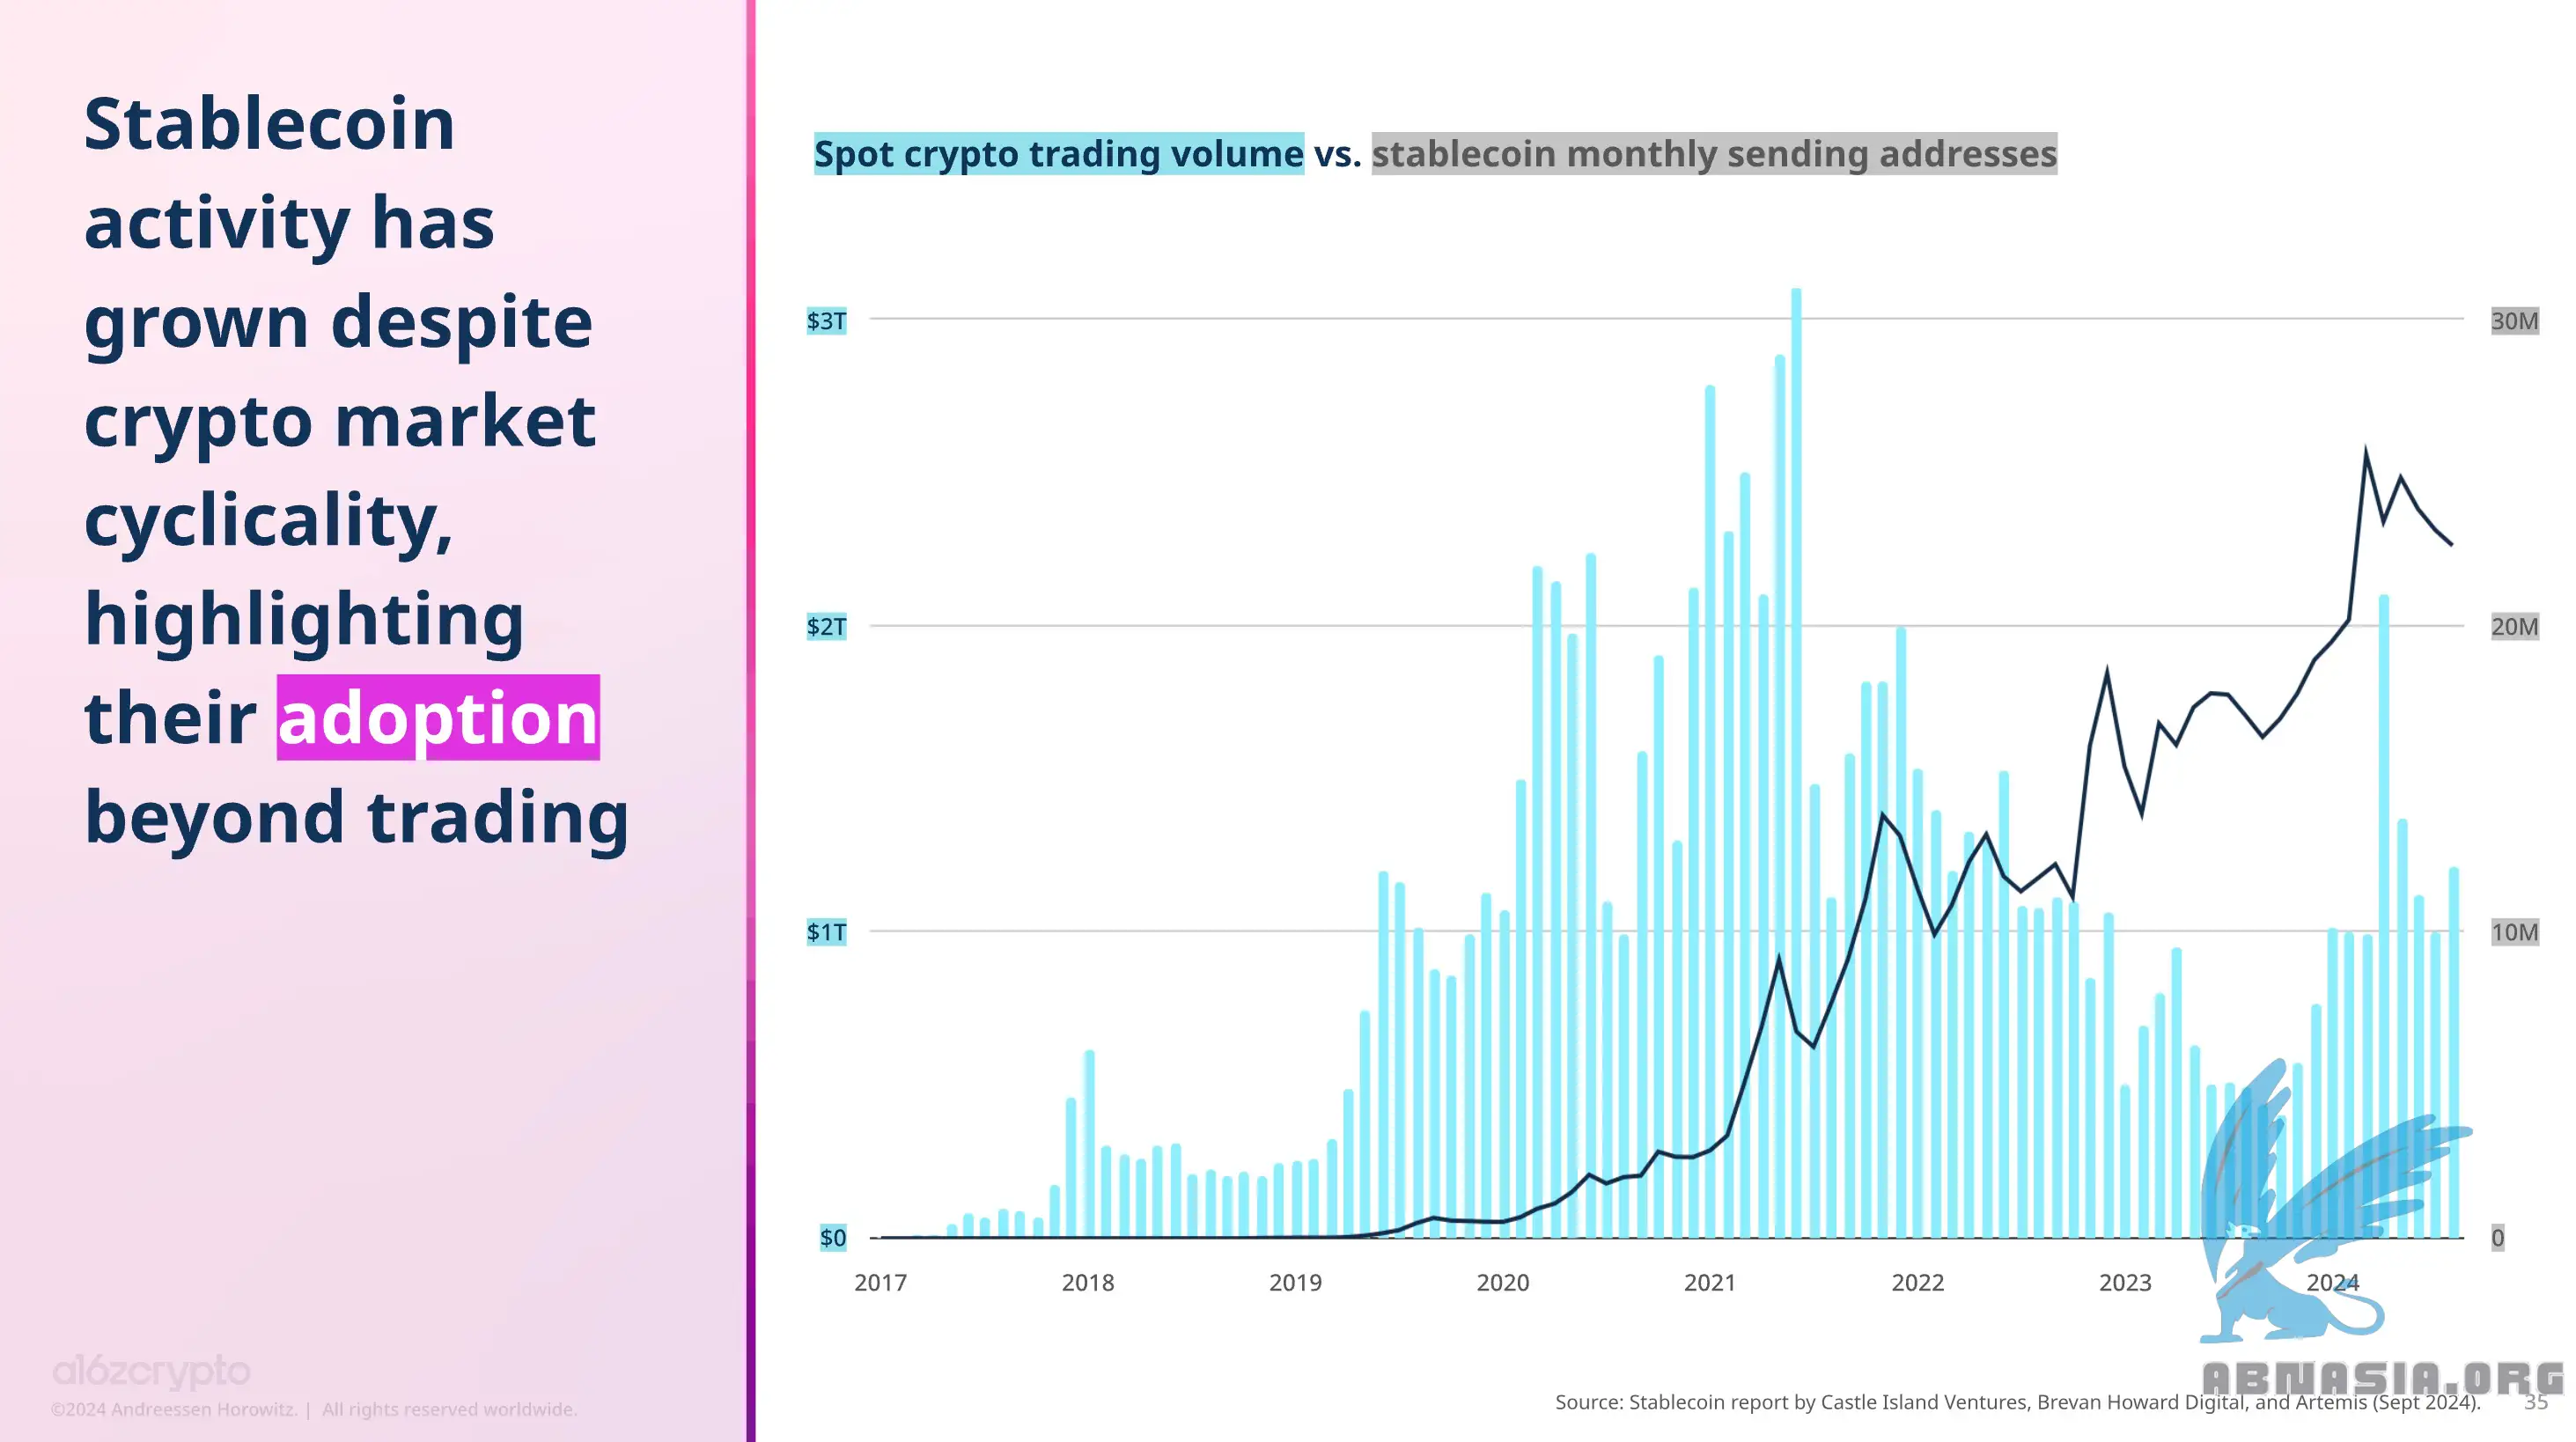 Stablecoin
activity has
grown despite
crypto market
cyclicality,
highlighting
their adoption
beyond trading
a16zcrypto
©2024 Andreessen Horowitz. | All rights reserved worldwide.
Spot crypto trading volume vs. stablecoin monthly sending addresses
$3T 30M
$2T 20M
$1T 10M
$0 0
2017 2018 2019 2020 2021 2022 2023 2024
ABNASIA.ORG
Source: Stablecoin report by Castle Island Ventures, Brevan Howard Digital, and Artemis (Sept 2024). 35